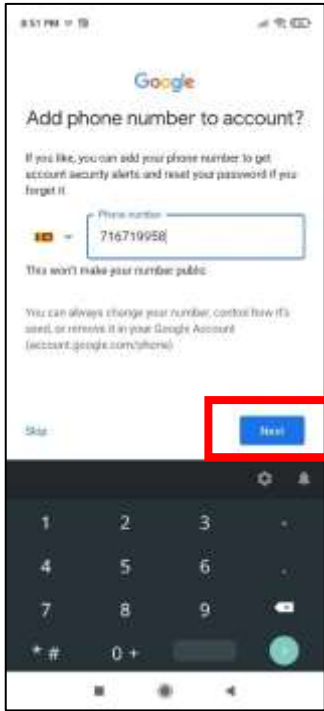 8:51 PM
Google
Add phone number to account?
If you like, you can add your phone number to get
account security alerts and reset your password if you
forget it.
Phone number
716719958
This won't make your number public
You can always change your number, control how it's
used, or remove it in your Google Account
(account.google.com/phone)
Skip
Next
1 2 3 -
4 5 6 .
7 8 9
* # 0 +